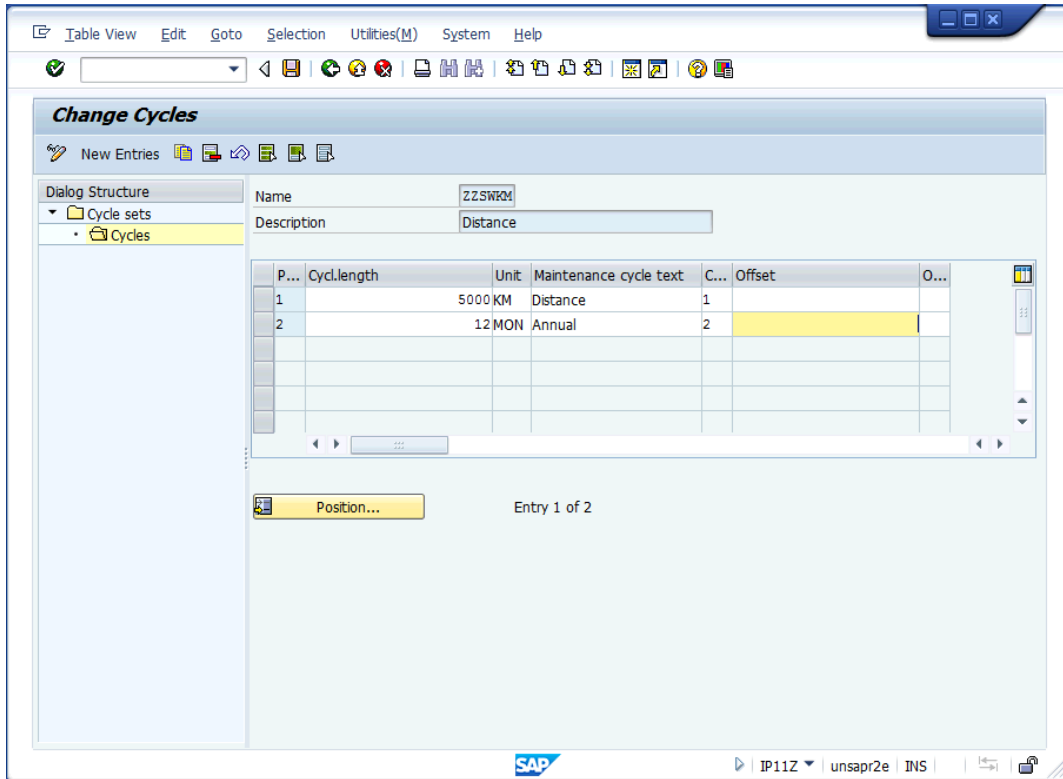 Table View Edit Goto Selection Utilities(M) System Help
Change Cycles
New Entries
Dialog Structure
Cycle sets
Cycles
Name ZZSWKM
Description Distance
P... Cycl.length Unit Maintenance cycle text C... Offset O...
1 5000 KM Distance 1
2 12 MON Annual 2
Position... Entry 1 of 2
SAP IP11Z unsapr2e INS